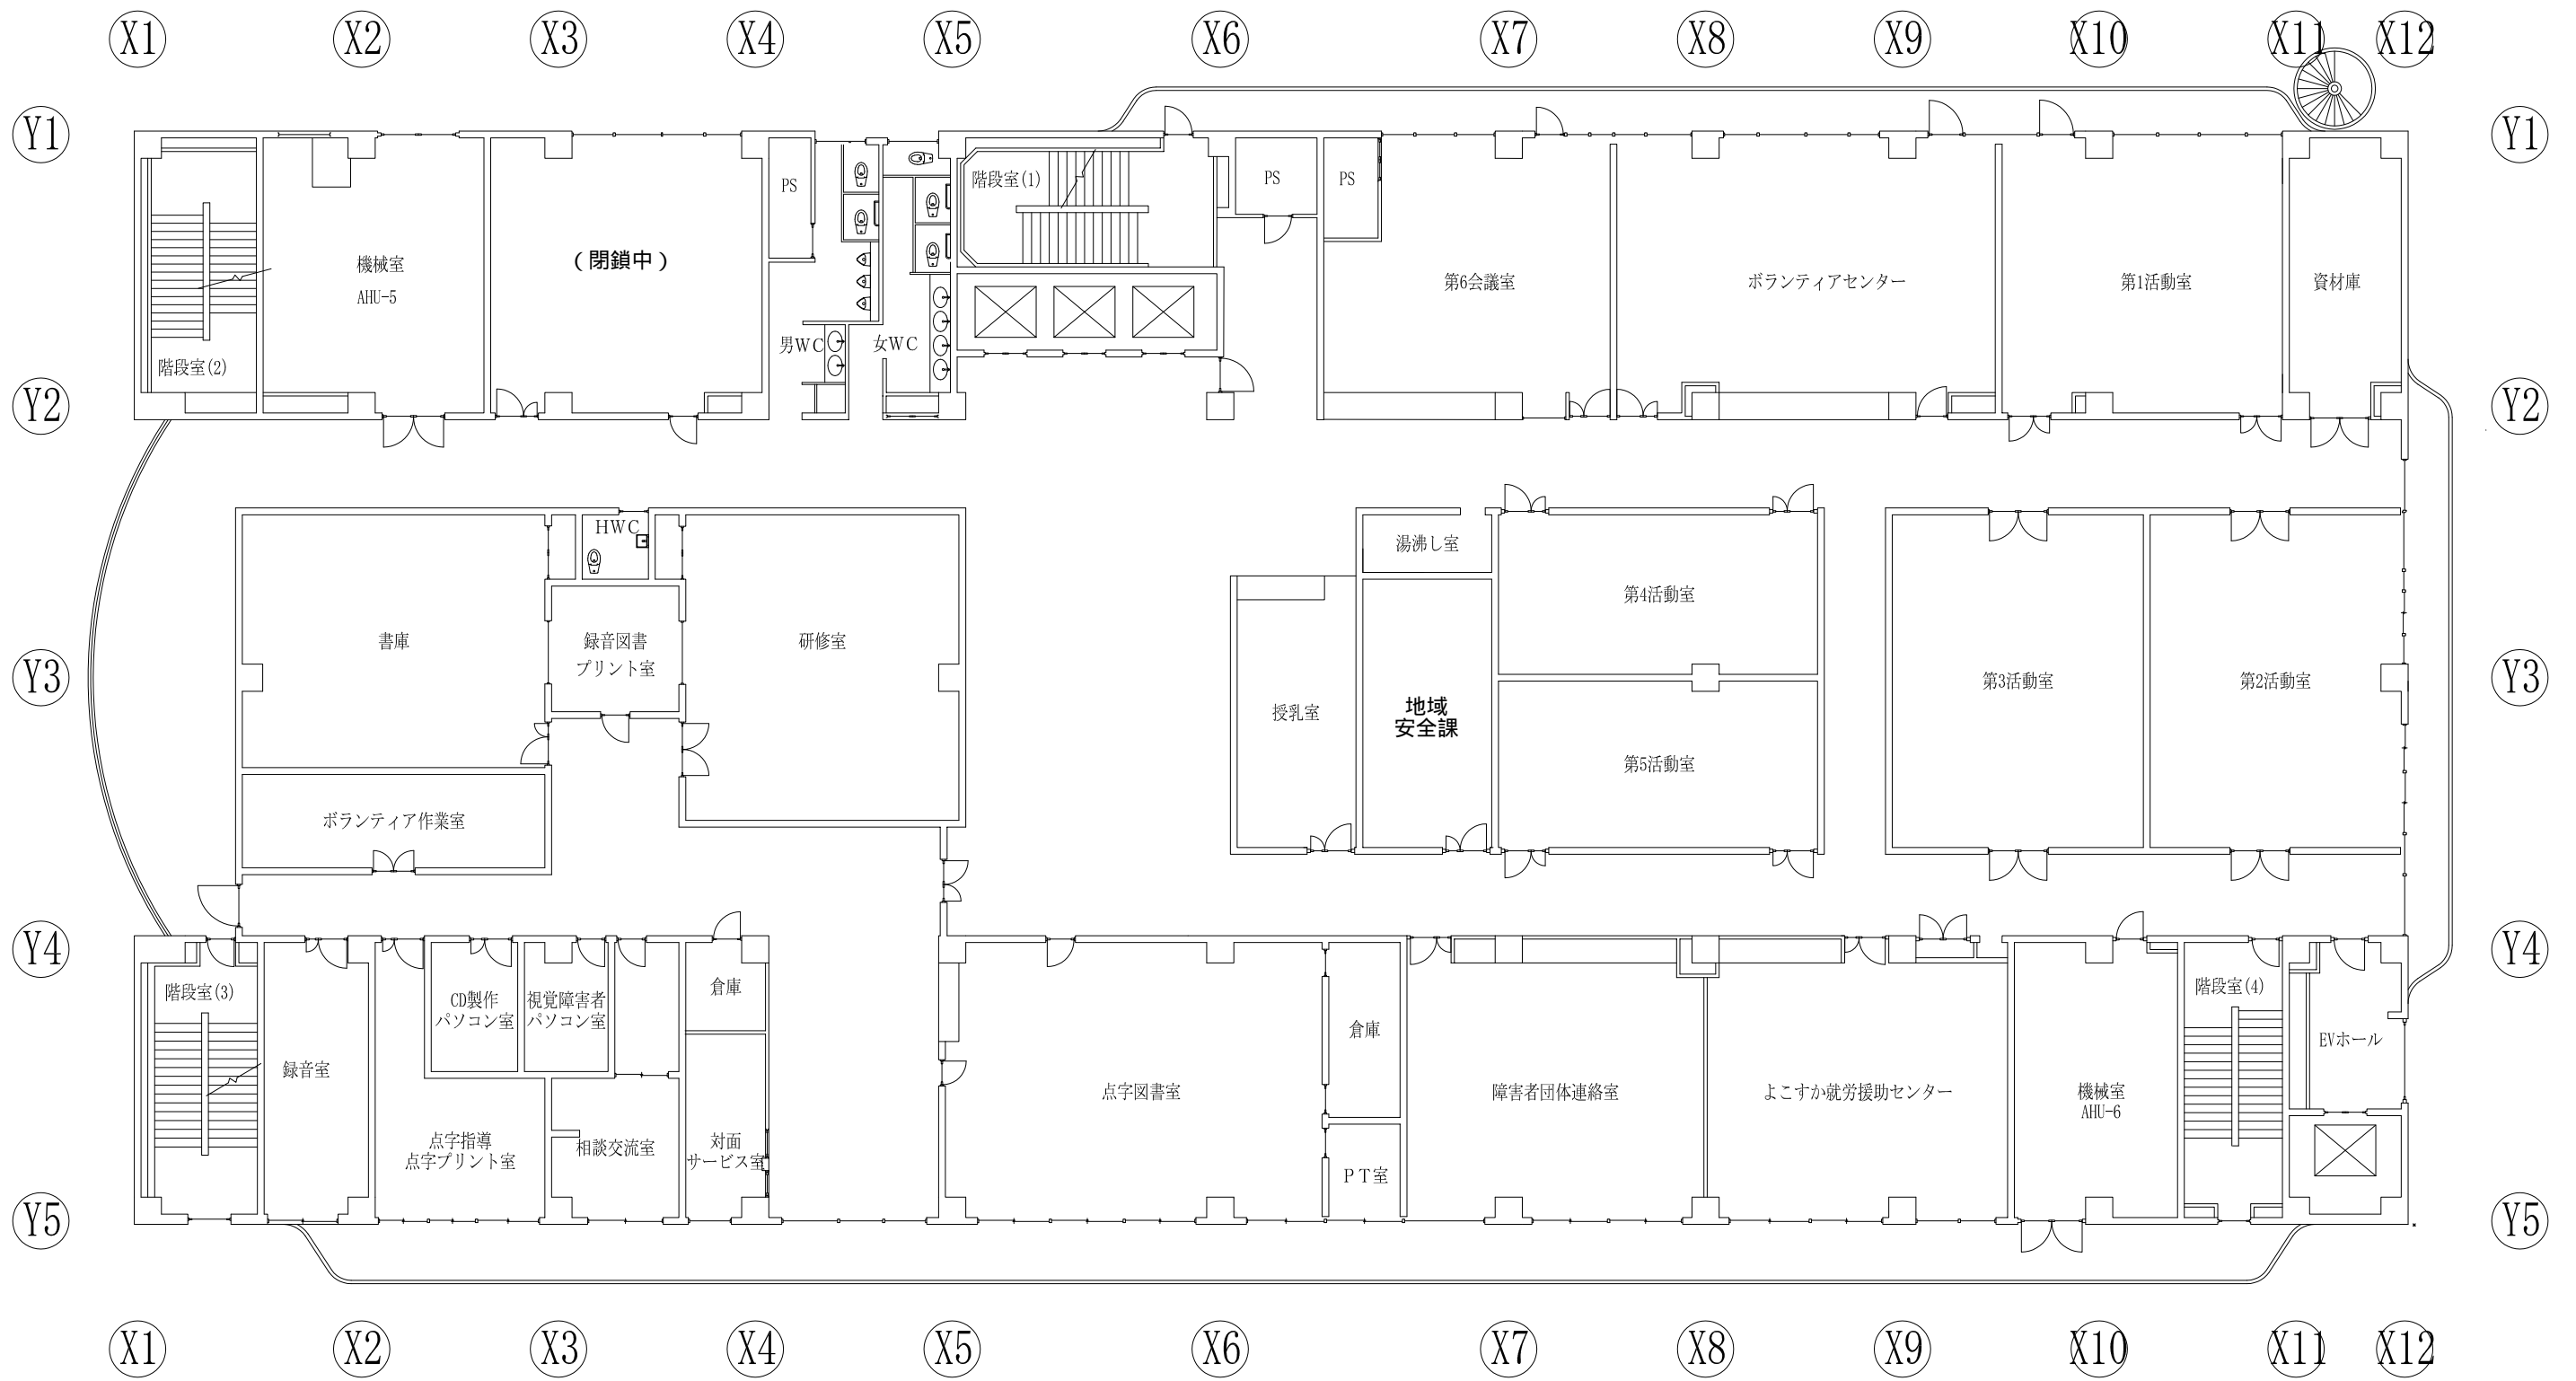 X1
X2
X3
X4
X5
X6
X7
X8
X9
X10
X11
X12
Y1
Y1
PS
階段室(1)
PS
PS
機械室
AHU-5
(閉鎖中)
第6会議室
ボランティアセンター
第1活動室
資材庫
階段室(2)
男WC
女WC
Y2
Y2
HWC
湯沸し室
第4活動室
書庫
録音図書
プリント室
研修室
Y3
Y3
授乳室
地域
安全課
第3活動室
第2活動室
第5活動室
ボランティア作業室
Y4
Y4
階段室(3)
CD製作
パソコン室
視覚障害者
パソコン室
倉庫
倉庫
階段室(4)
EVホール
録音室
点字図書室
障害者団体連絡室
よこすか就労援助センター
機械室
AHU-6
点字指導
点字プリント室
相談交流室
対面
サービス室
PT室
Y5
Y5
X1
X2
X3
X4
X5
X6
X7
X8
X9
X10
X11
X12